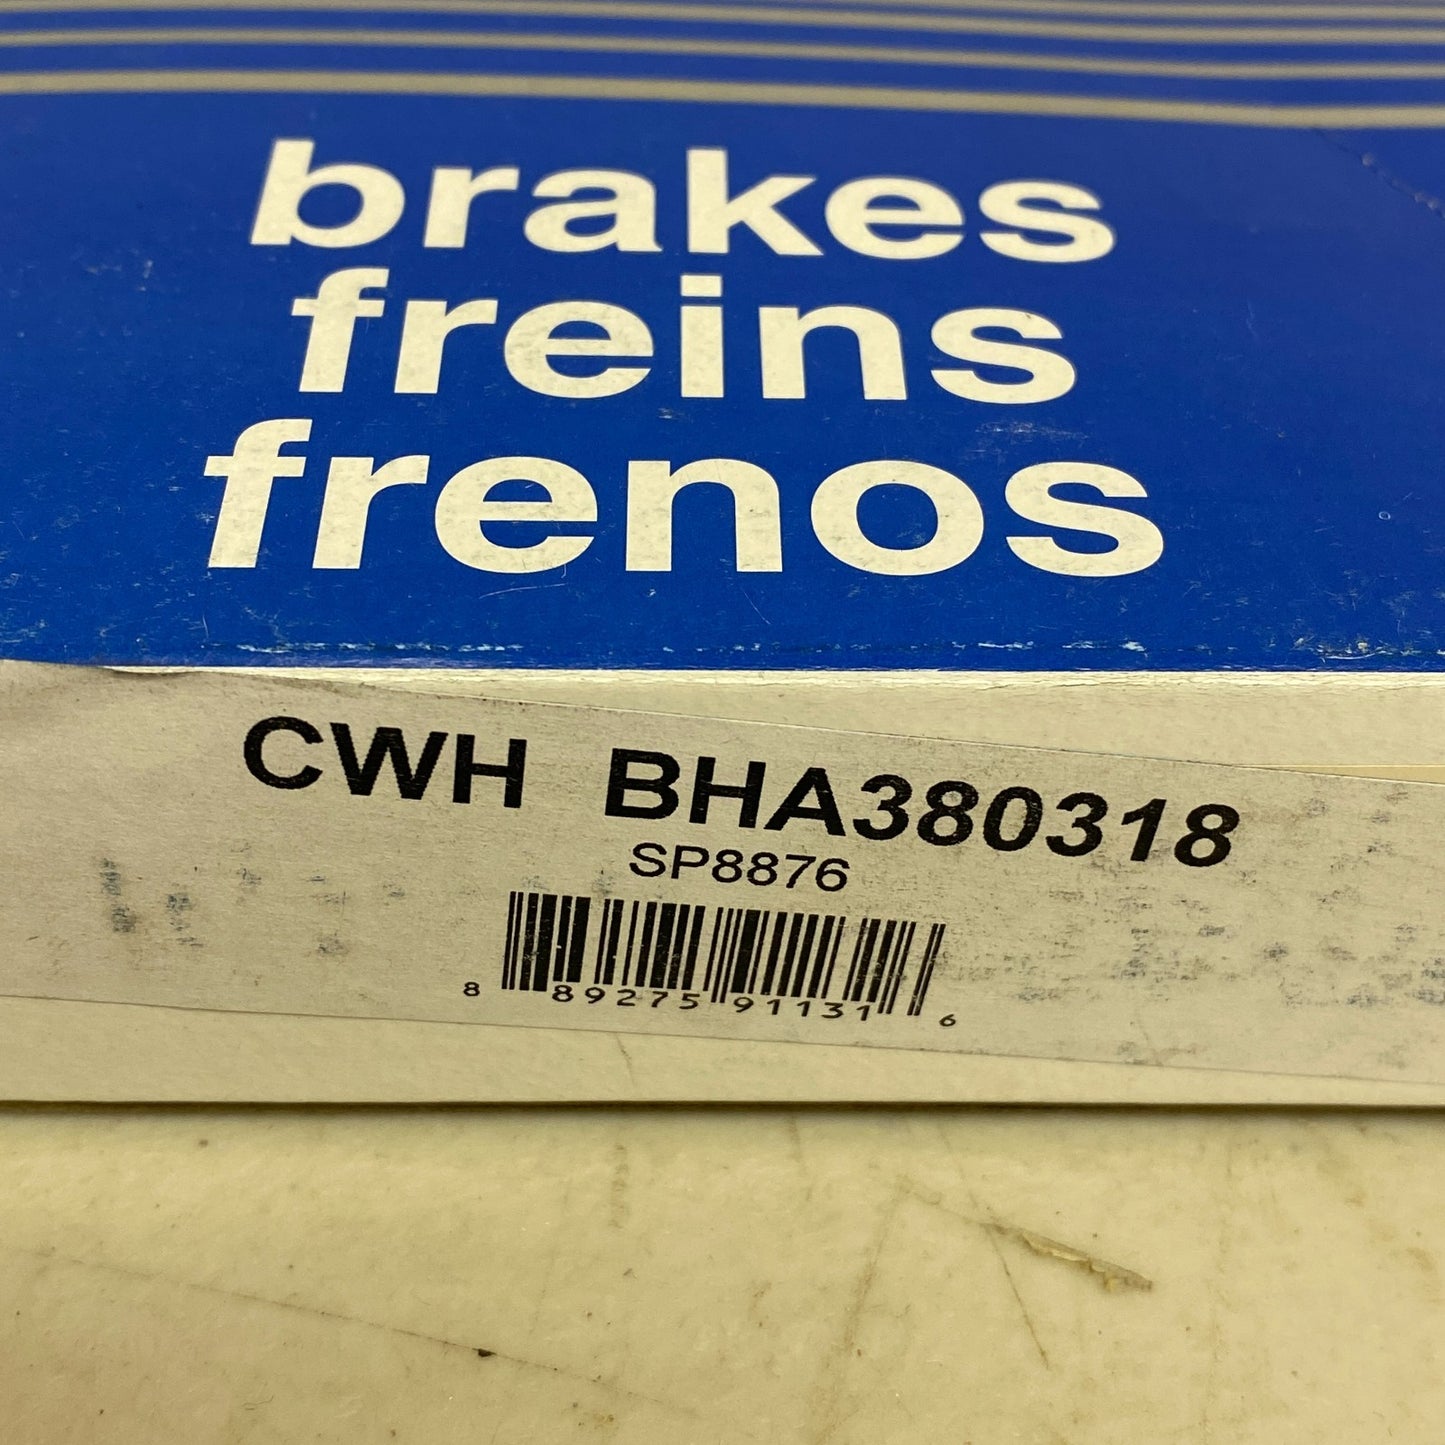 brakes
freins
frenos
CWH BHA380318
SP8876
8 89275 91131 6